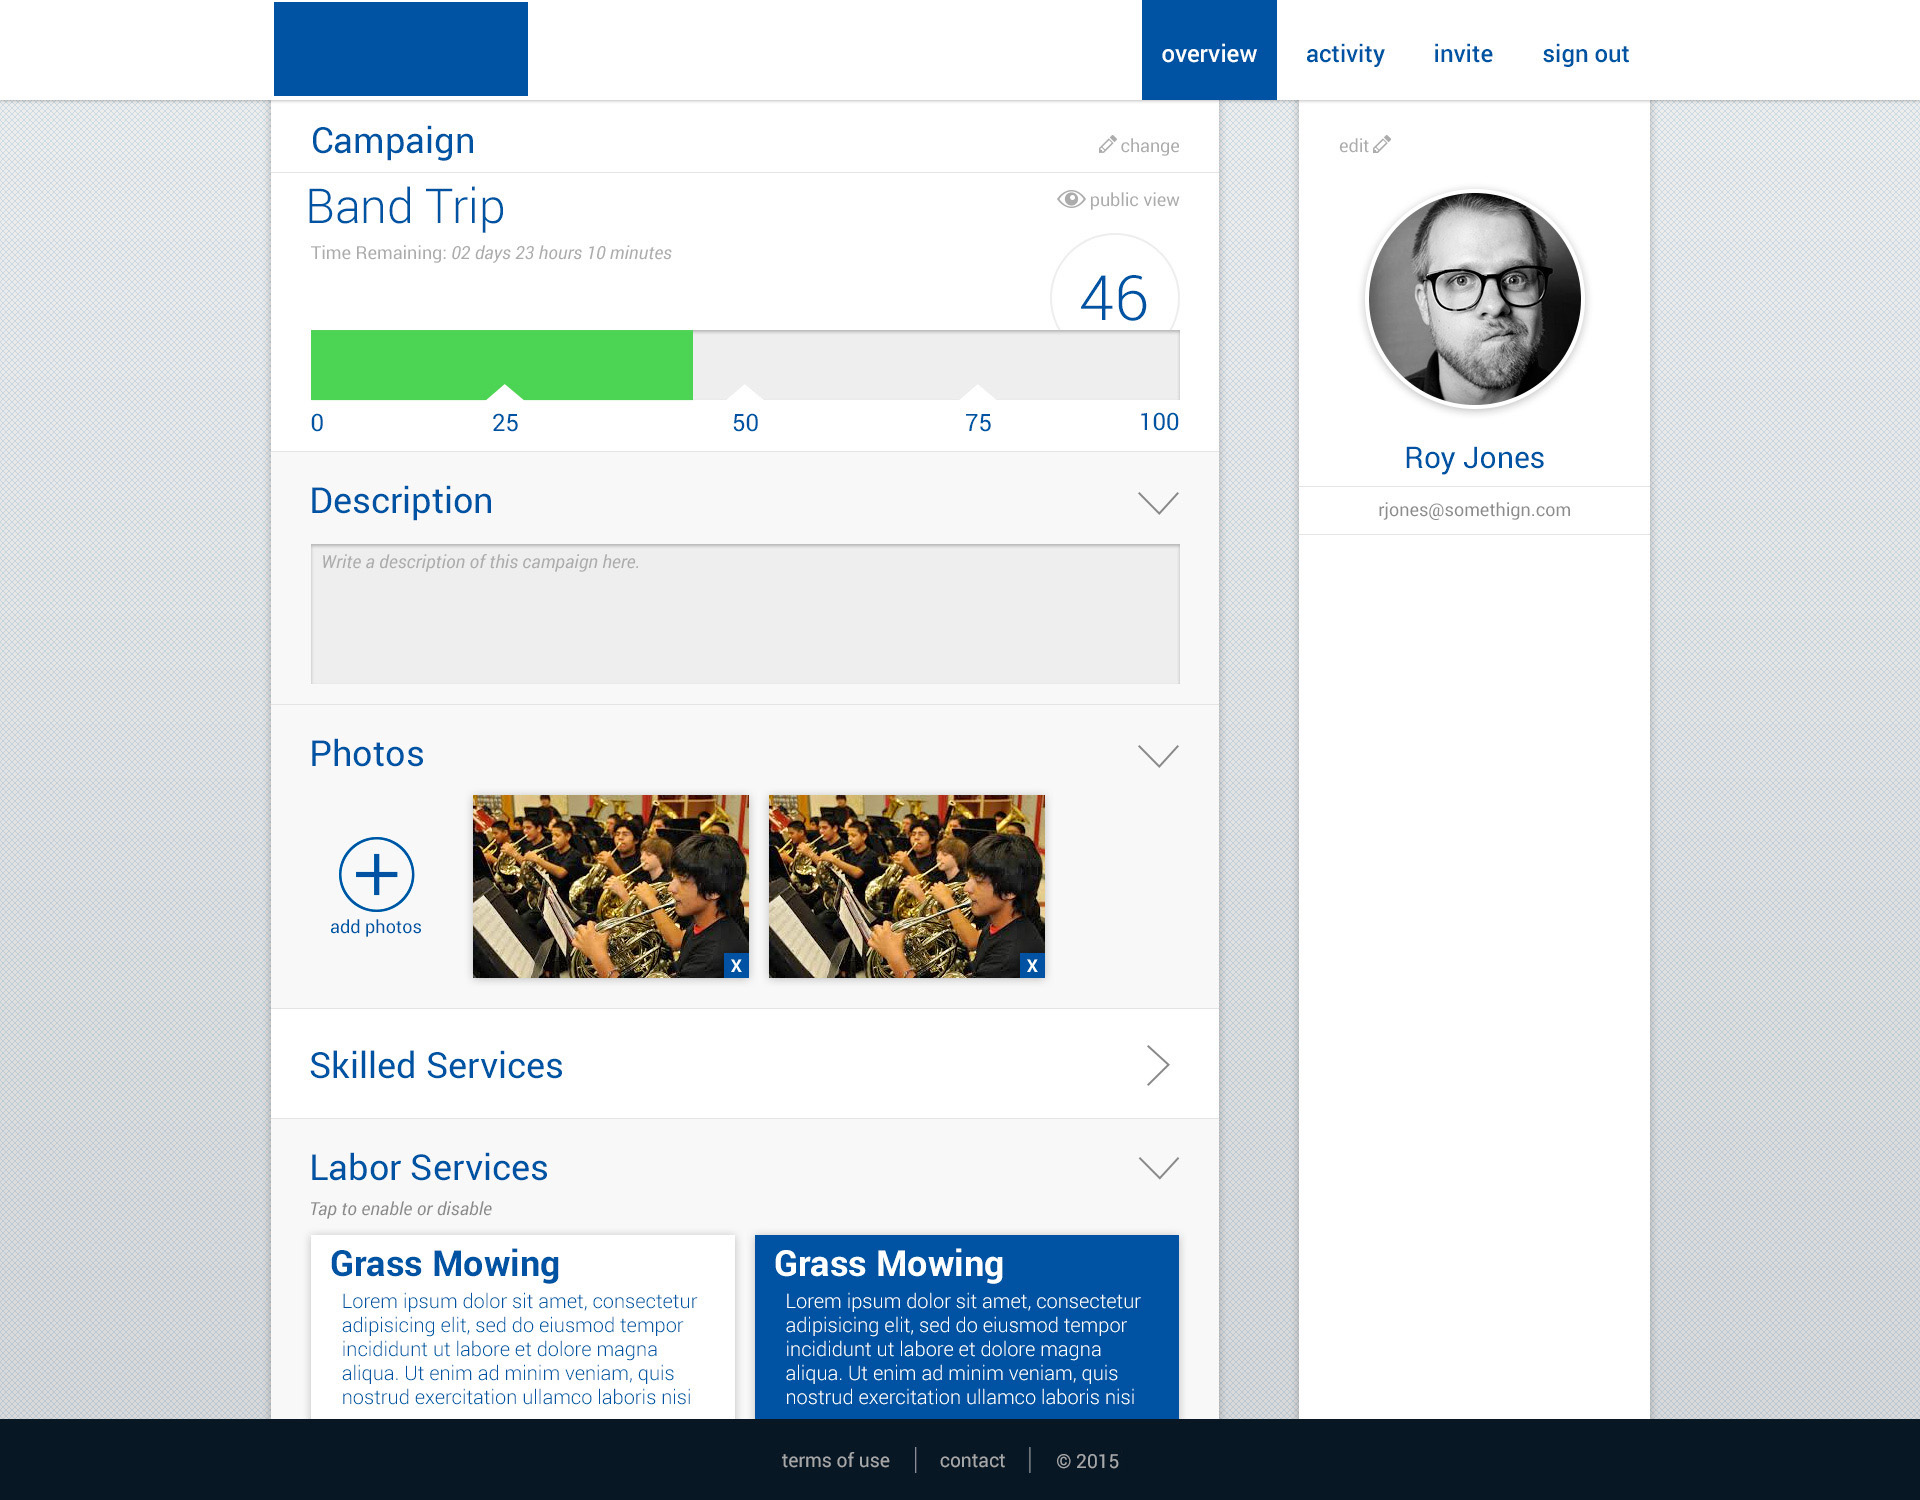 overview
activity
invite
sign out
Campaign
change
edit
Band Trip
public view
Time Remaining: 02 days 23 hours 10 minutes
46
0
25
50
75
100
Roy Jones
rjones@somethign.com
Description
Write a description of this campaign here.
Photos
add photos
X
X
Skilled Services
Labor Services
Tap to enable or disable
Grass Mowing
Lorem ipsum dolor sit amet, consectetur
adipisicing elit, sed do eiusmod tempor
incididunt ut labore et dolore magna
aliqua. Ut enim ad minim veniam, quis
nostrud exercitation ullamco laboris nisi
Grass Mowing
Lorem ipsum dolor sit amet, consectetur
adipisicing elit, sed do eiusmod tempor
incididunt ut labore et dolore magna
aliqua. Ut enim ad minim veniam, quis
nostrud exercitation ullamco laboris nisi
terms of use
contact
© 2015